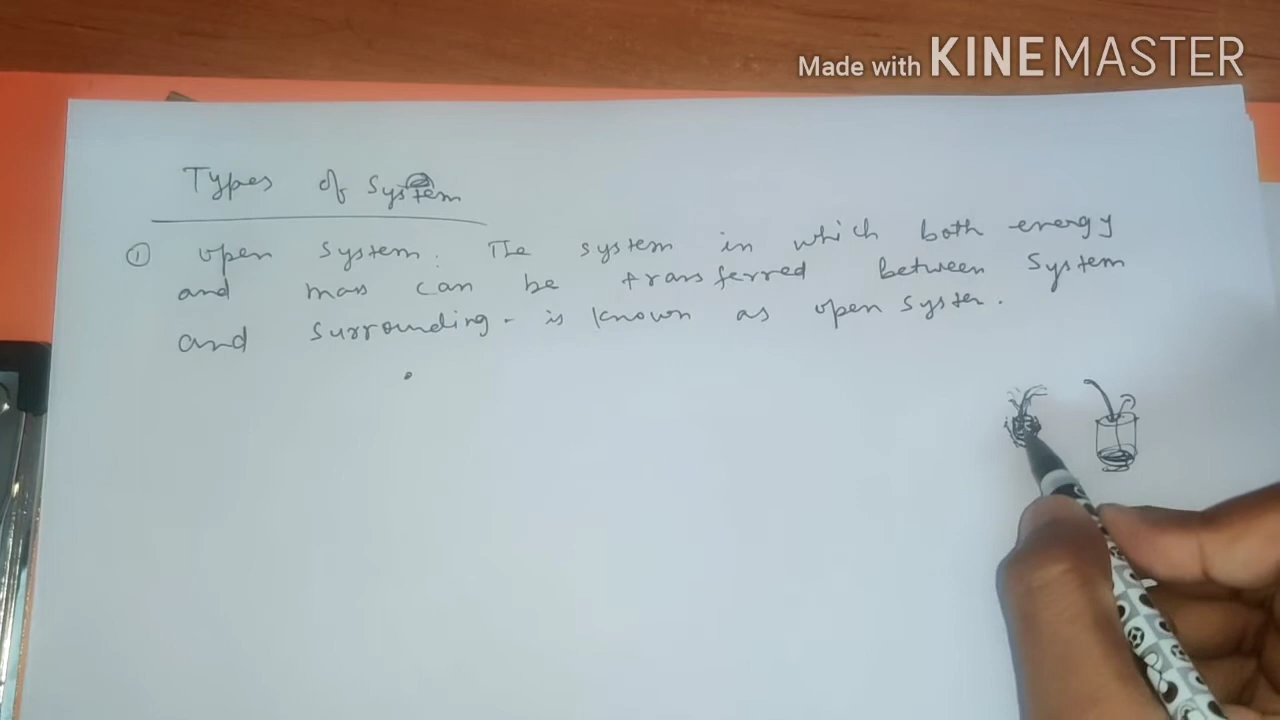 Made with KINEMASTER
Types of System
① open system. The system in which both energy
and mass can be transferred between System
and surrounding - is known as open system.